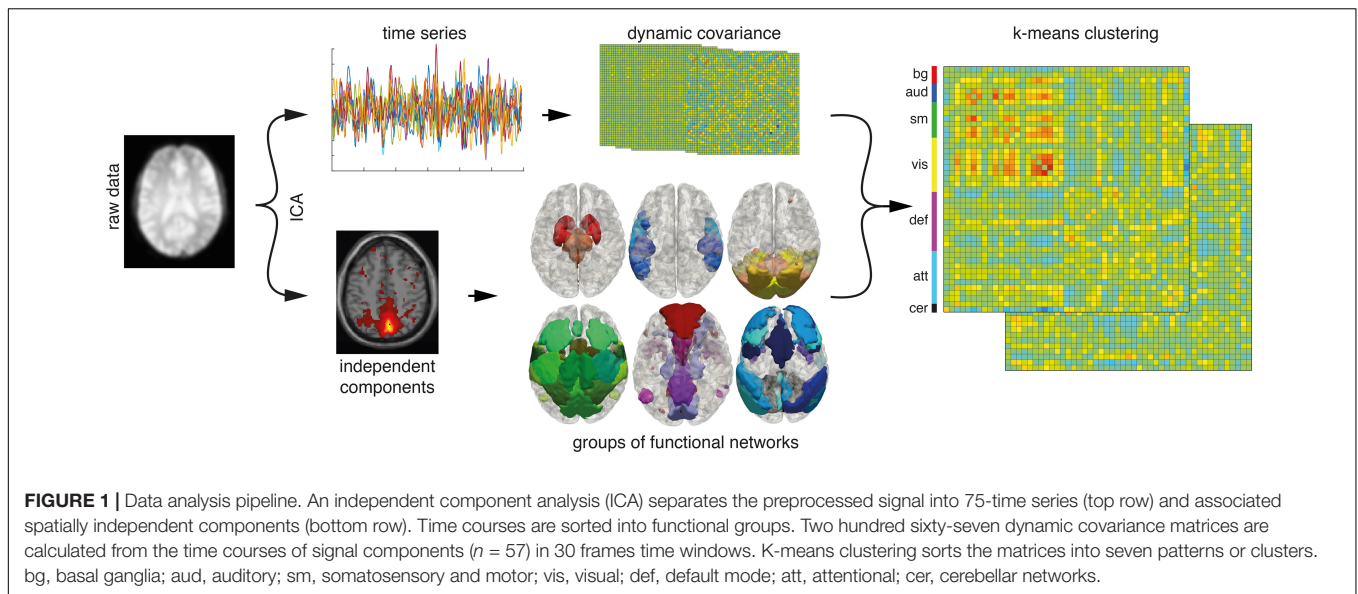 time series
dynamic covariance
k-means clustering
raw data
ICA
bg
aud
sm
vis
def
att
cer
independent
components
groups of functional networks
FIGURE 1 | Data analysis pipeline. An independent component analysis (ICA) separates the preprocessed signal into 75-time series (top row) and associated
spatially independent components (bottom row). Time courses are sorted into functional groups. Two hundred sixty-seven dynamic covariance matrices are
calculated from the time courses of signal components (n = 57) in 30 frames time windows. K-means clustering sorts the matrices into seven patterns or clusters.
bg, basal ganglia; aud, auditory; sm, somatosensory and motor; vis, visual; def, default mode; att, attentional; cer, cerebellar networks.